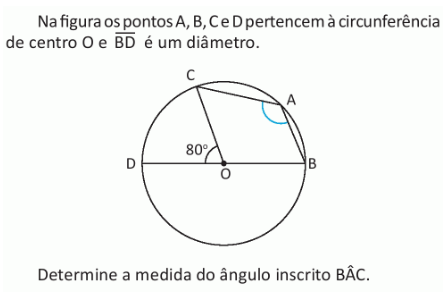 Na figura os pontos A, B, C e D pertencem à circunferência
de centro O e BD é um diâmetro.
C
A
80°
D
O
B
Determine a medida do ângulo inscrito BÂC.